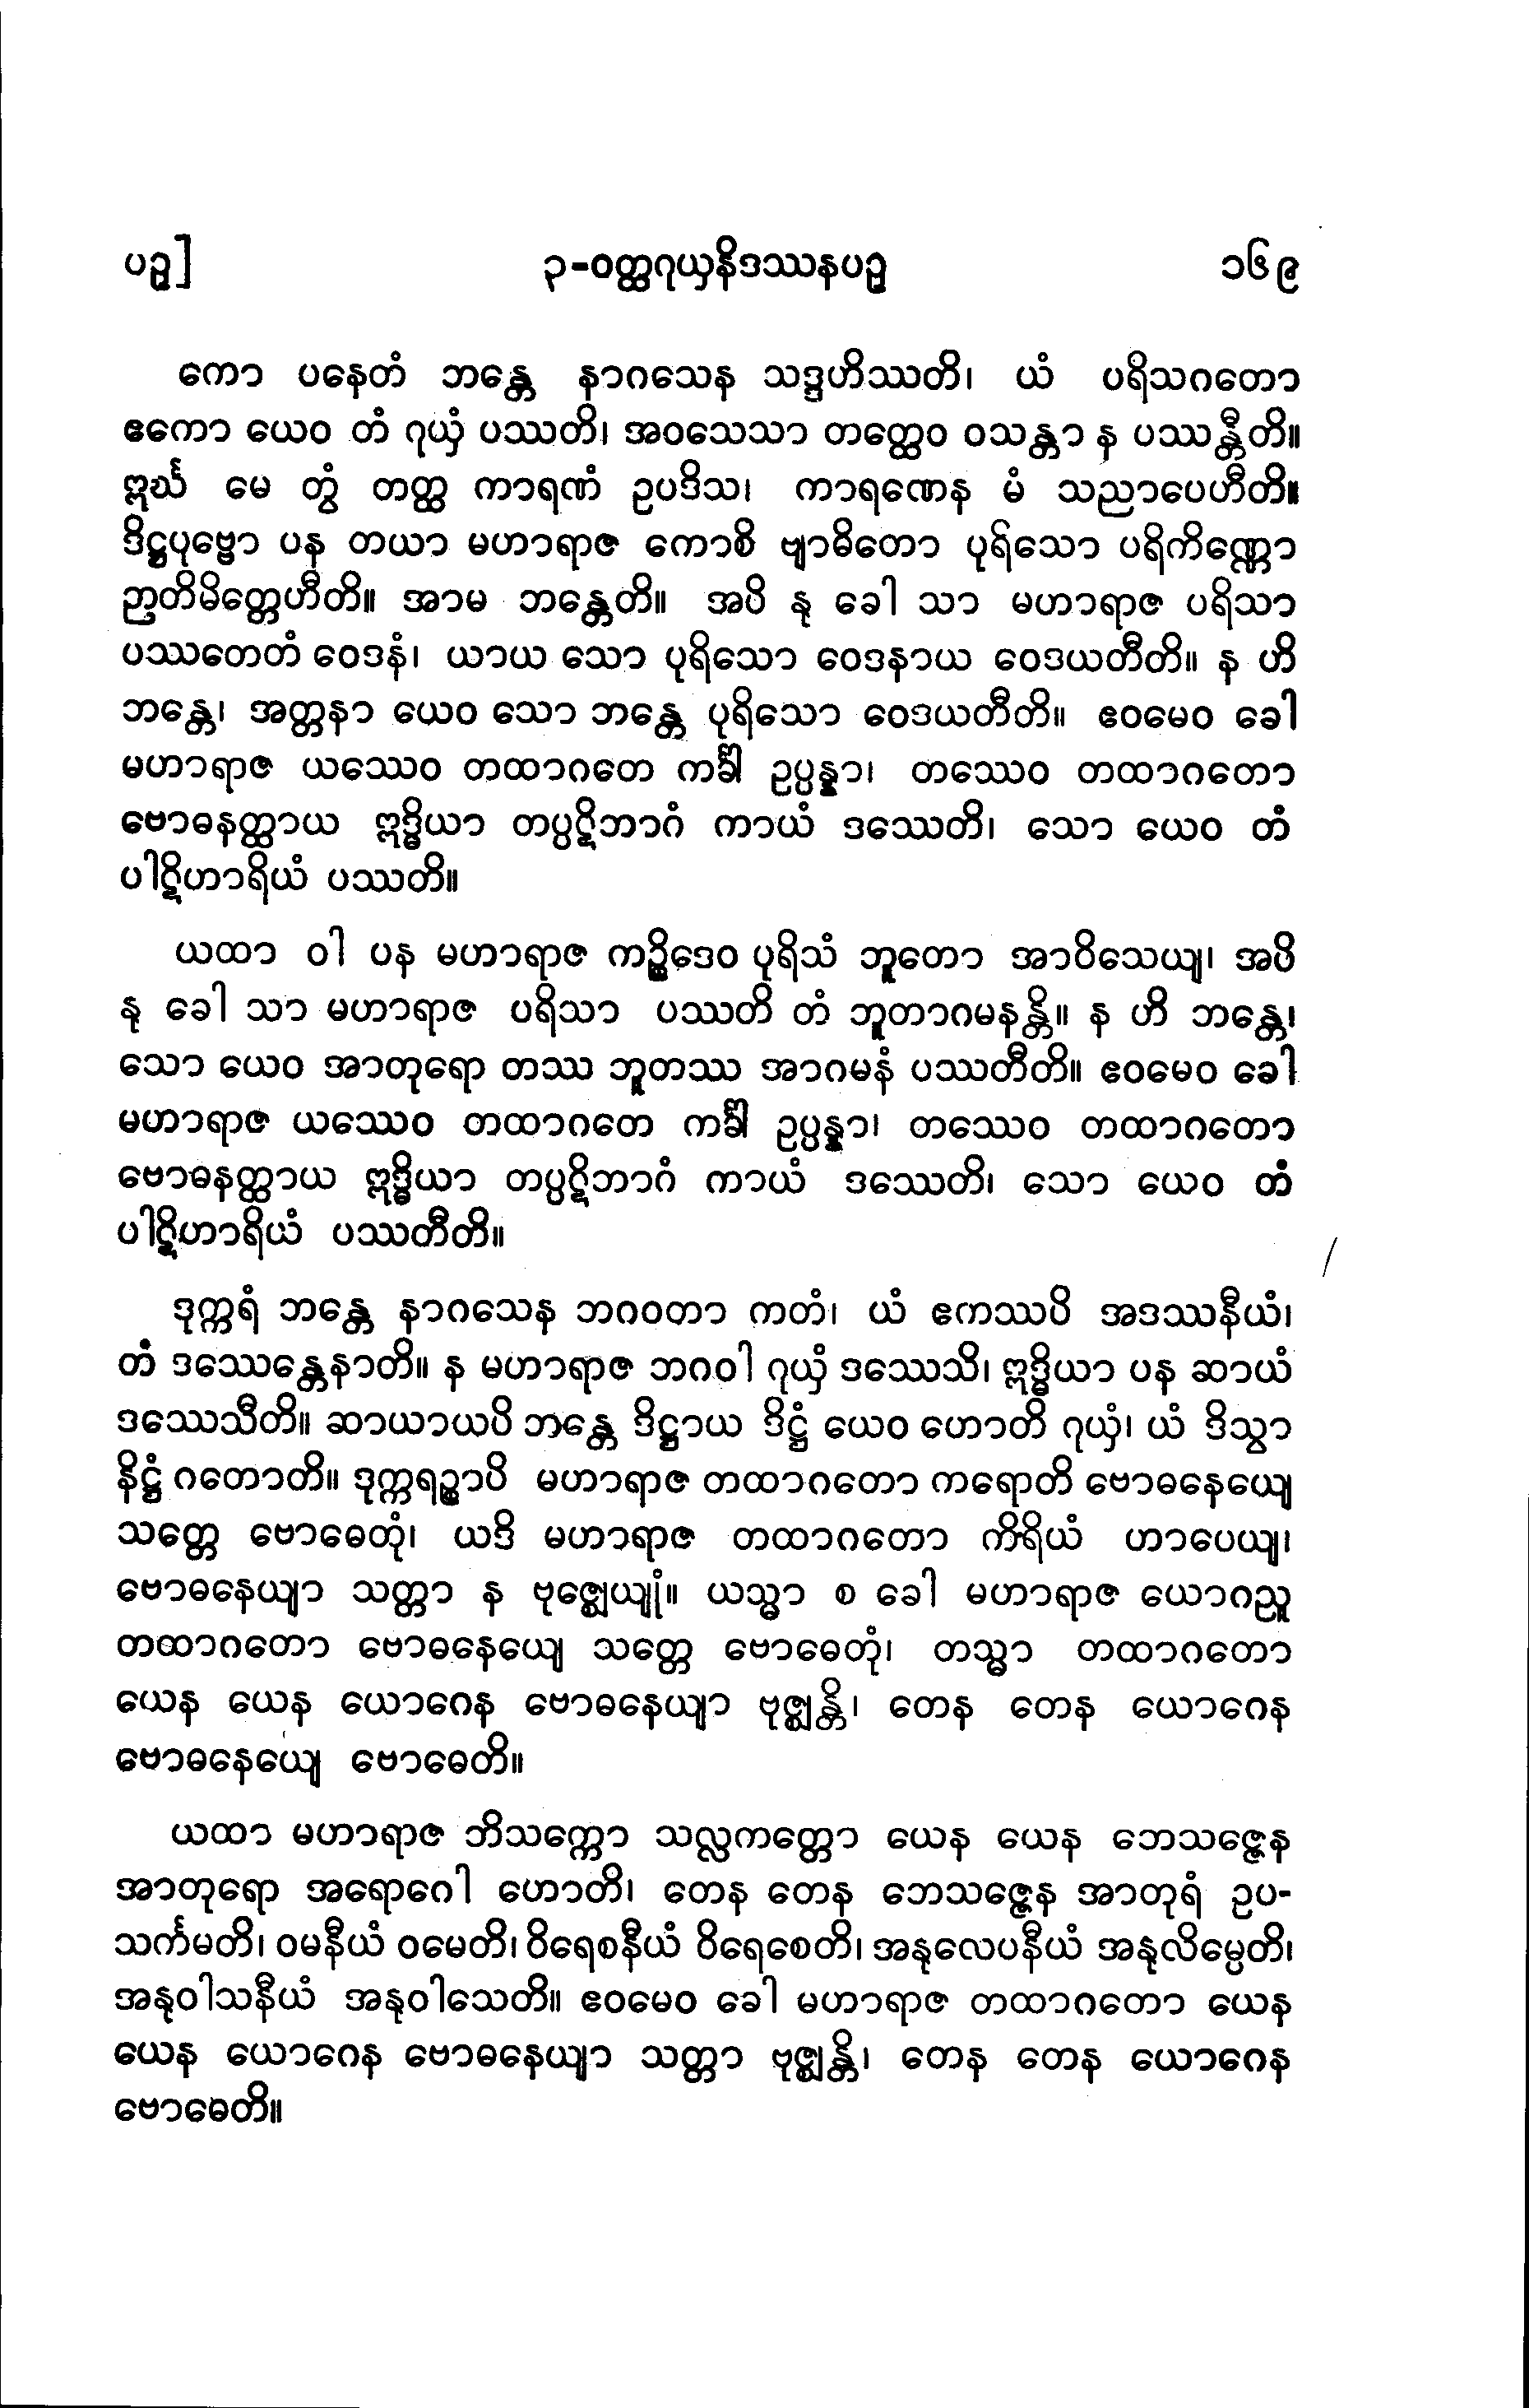 ပဉှ]
၃-ဝတ္ထဂုယှနိဒဿနပဉှ
၁၆၉
ကော ပနေတံ ဘန္တေ နာဂသေန သဒ္ဒဟိဿတိ၊ ယံ ပရိသဂတော
ဧကော ယေဝ တံ ဂုယှံ ပဿတိ၊ အဝသေသာ တတ္ထေဝ ဝသန္တာ န ပဿန္တီတိ။
ဣင်္ဃ မေ တွံ တတ္ထ ကာရဏံ ဥပဒိသ၊ ကာရဏေန မံ သညာပေဟီတိ။
ဒိဋ္ဌပုဗ္ဗော ပန တယာ မဟာရာဇ ကောစိ ဗျာဓိတော ပုရိသော ပရိကိဏ္ဏော
ဉာတိမိတ္တေဟီတိ။ အာမ ဘန္တေတိ။ အပိ နု ခေါ သာ မဟာရာဇ ပရိသာ
ပဿတေတံ ဝေဒနံ၊ ယာယ သော ပုရိသော ဝေဒနာယ ဝေဒယတီတိ။ န ဟိ
ဘန္တေ၊ အတ္တနာ ယေဝ သော ဘန္တေ ပုရိသော ဝေဒယတီတိ။ ဧဝမေဝ ခေါ
မဟာရာဇ ယဿေဝ တထာဂတေ ကင်္ခါ ဥပ္ပန္နာ၊ တဿေဝ တထာဂတော
ဗောဓနတ္ထာယ ဣဒ္ဓိယာ တပ္ပဋိဘာဂံ ကာယံ ဒဿေတိ၊ သော ယေဝ တံ
ပါဋိဟာရိယံ ပဿတိ။
ယထာ ဝါ ပန မဟာရာဇ ကဉ္စိဒေဝ ပုရိသံ ဘူတော အာဝိသေယျ၊ အပိ
နု ခေါ သာ မဟာရာဇ ပရိသာ ပဿတိ တံ ဘူတာဂမနန္တိ။ န ဟိ ဘန္တေ၊
သော ယေဝ အာတုရော တဿ ဘူတဿ အာဂမနံ ပဿတီတိ။ ဧဝမေဝ ခေါ
မဟာရာဇ ယဿေဝ တထာဂတေ ကင်္ခါ ဥပ္ပန္နာ၊ တဿေဝ တထာဂတော
ဗောဓနတ္ထာယ ဣဒ္ဓိယာ တပ္ပဋိဘာဂံ ကာယံ ဒဿေတိ၊ သော ယေဝ တံ
ပါဋိဟာရိယံ ပဿတီတိ။
ဒုက္ကရံ ဘန္တေ နာဂသေန ဘဂဝတာ ကတံ၊ ယံ ဧကဿပိ အဒဿနီယံ၊
တံ ဒဿေန္တေနာတိ။ န မဟာရာဇ ဘဂဝါ ဂုယှံ ဒဿေသိ၊ ဣဒ္ဓိယာ ပန ဆာယံ
ဒဿေသီတိ။ ဆာယာယပိ ဘန္တေ ဒိဋ္ဌာယ ဒိဋ္ဌံ ယေဝ ဟောတိ ဂုယှံ၊ ယံ ဒိသွာ
နိဋ္ဌံ ဂတောတိ။ ဒုက္ကရဉ္စာပိ မဟာရာဇ တထာဂတော ကရောတိ ဗောဓနေယျေ
သတ္တေ ဗောဓေတုံ၊ ယဒိ မဟာရာဇ တထာဂတော ကိရိယံ ဟာပေယျ၊
ဗောဓနေယျာ သတ္တာ န ဗုဇ္ဈေယျုံ။ ယသ္မာ စ ခေါ မဟာရာဇ ယောဂညူ
တထာဂတော ဗောဓနေယျေ သတ္တေ ဗောဓေတုံ၊ တသ္မာ တထာဂတော
ယေန ယေန ယောဂေန ဗောဓနေယျာ ဗုဇ္ဈန္တိ၊ တေန တေန ယောဂေန
ဗောဓနေယျေ ဗောဓေတိ။
ယထာ မဟာရာဇ ဘိသက္ကော သလ္လကတ္တော ယေန ယေန ဘေသဇ္ဇေန
အာတုရော အရောဂေါ ဟောတိ၊ တေန တေန ဘေသဇ္ဇေန အာတုရံ ဥပ-
သင်္ကမတိ၊ ဝမနီယံ ဝမေတိ၊ ဝိရေစနီယံ ဝိရေစေတိ၊ အနုလေပနီယံ အနုလိမ္ပေတိ၊
အနုဝါသနီယံ အနုဝါသေတိ။ ဧဝမေဝ ခေါ မဟာရာဇ တထာဂတော ယေန
ယေန ယောဂေန ဗောဓနေယျာ သတ္တာ ဗုဇ္ဈန္တိ၊ တေန တေန ယောဂေန
ဗောဓေတိ။